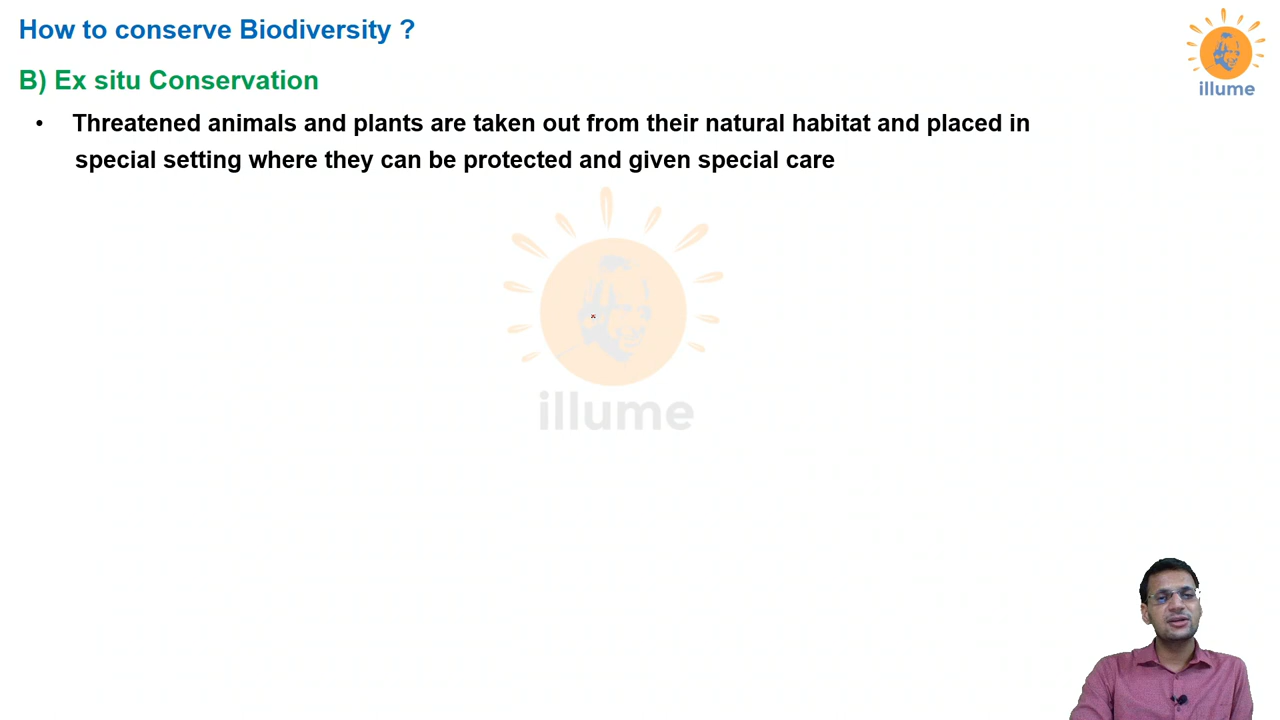 How to conserve Biodiversity ?
illume
B) Ex situ Conservation
• Threatened animals and plants are taken out from their natural habitat and placed in
special setting where they can be protected and given special care
illume